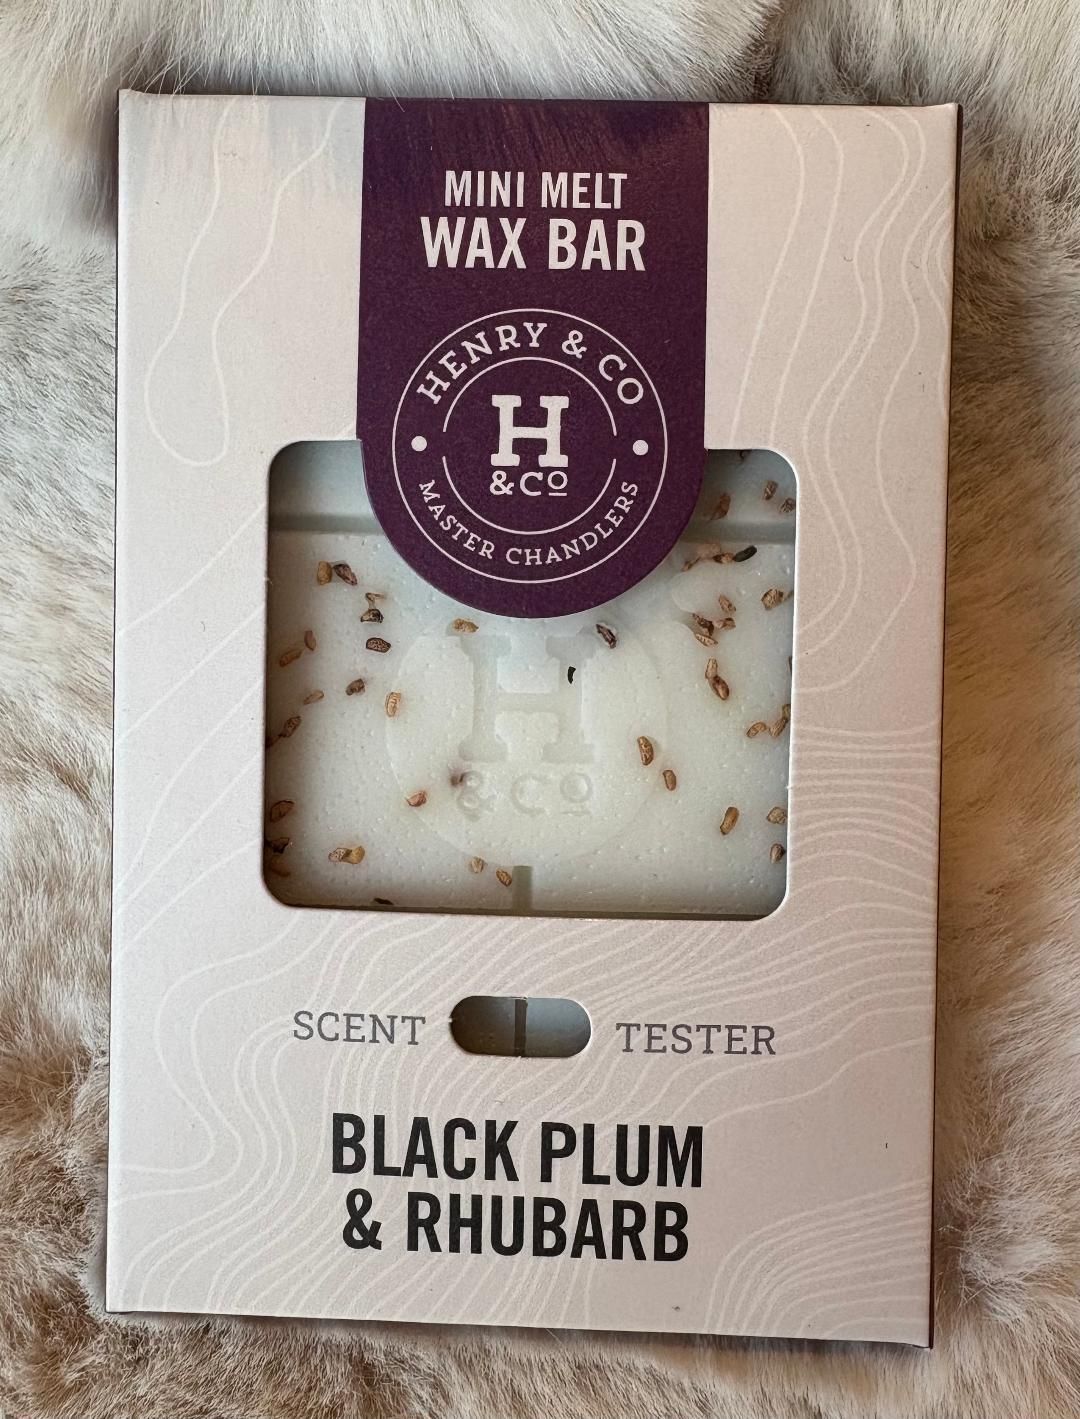 MINI MELT
WAX BAR
HENRY & CO
H
& CO
MASTER CHANDLERS
H
& CO
SCENT TESTER
BLACK PLUM
& RHUBARB